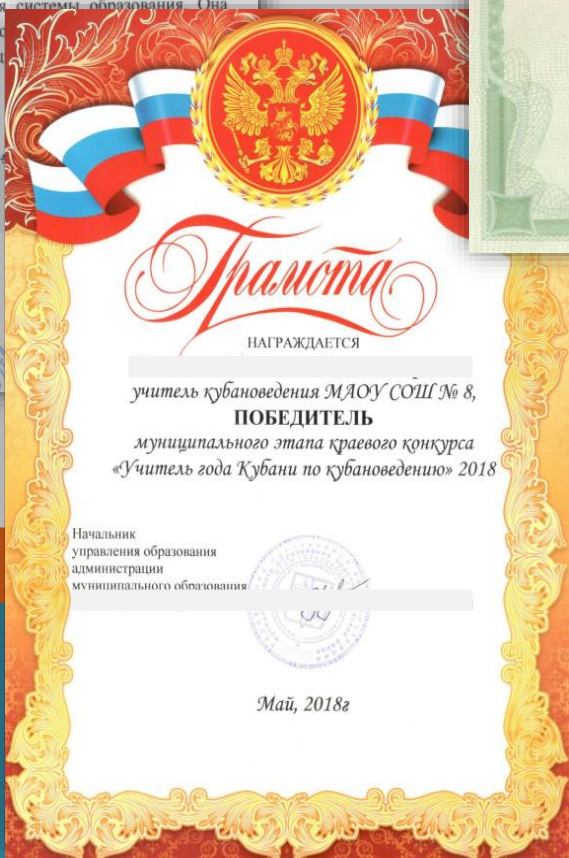 системы образования. Она
Грамота
НАГРАЖДАЕТСЯ
учитель кубановедения МАОУ СОШ № 8,
ПОБЕДИТЕЛЬ
муниципального этапа краевого конкурса
«Учитель года Кубани по кубановедению» 2018
Начальник
управления образования
администрации
муниципального образования
Май, 2018г